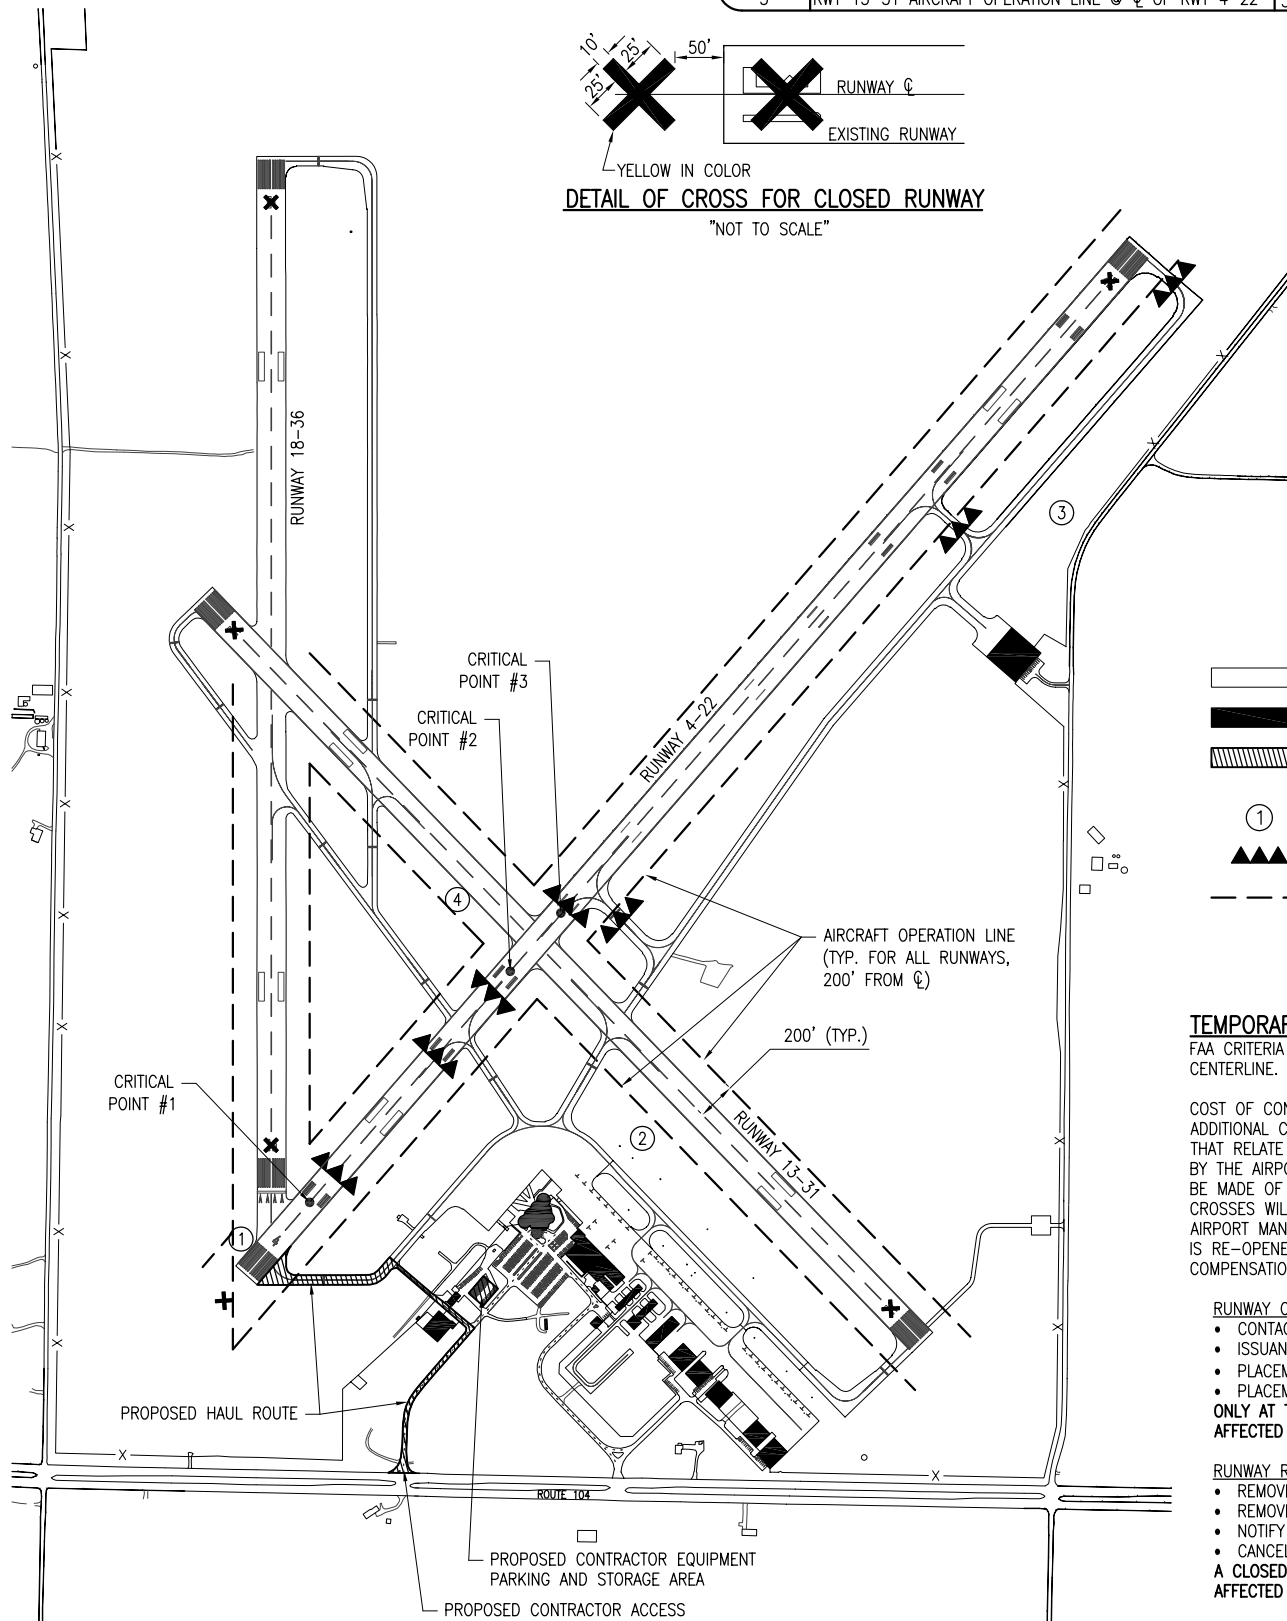 RWY 13-31 AIRCRAFT OPERATION LINE @ ℄ OF RWY 4-22
10'
25'
50'
25'
RUNWAY ℄
EXISTING RUNWAY
YELLOW IN COLOR
DETAIL OF CROSS FOR CLOSED RUNWAY
"NOT TO SCALE"
RUNWAY 18-36
3
CRITICAL
POINT #3
CRITICAL
POINT #2
RUNWAY 4-22
1
4
AIRCRAFT OPERATION LINE
(TYP. FOR ALL RUNWAYS,
200' FROM ℄)
200' (TYP.)
CRITICAL
POINT #1
RUNWAY 13-31
2
1
PROPOSED HAUL ROUTE
ROUTE 104
PROPOSED CONTRACTOR EQUIPMENT
PARKING AND STORAGE AREA
PROPOSED CONTRACTOR ACCESS
TEMPORAR
FAA CRITERIA
CENTERLINE.
COST OF CON
ADDITIONAL C
THAT RELATE
BY THE AIRPO
BE MADE OF
CROSSES WIL
AIRPORT MAN
IS RE-OPENE
COMPENSATIO
RUNWAY C
• CONTAC
• ISSUAN
• PLACEM
• PLACEM
ONLY AT T
AFFECTED
RUNWAY R
• REMOV
• REMOV
• NOTIFY
• CANCEL
A CLOSED
AFFECTED